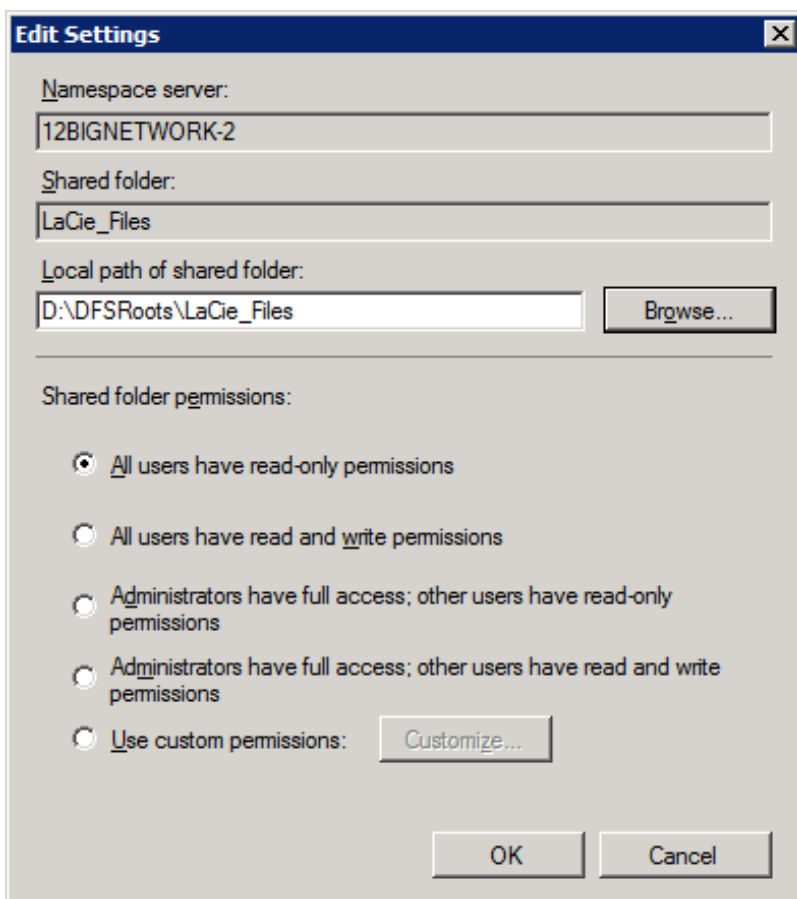 Edit Settings
Namespace server:
12BIGNETWORK-2
Shared folder:
LaCie_Files
Local path of shared folder:
D:\DFSRoots\LaCie_Files
Browse...
Shared folder permissions:
All users have read-only permissions
All users have read and write permissions
Administrators have full access; other users have read-only
permissions
Administrators have full access; other users have read and write
permissions
Use custom permissions:
Customize...
OK
Cancel